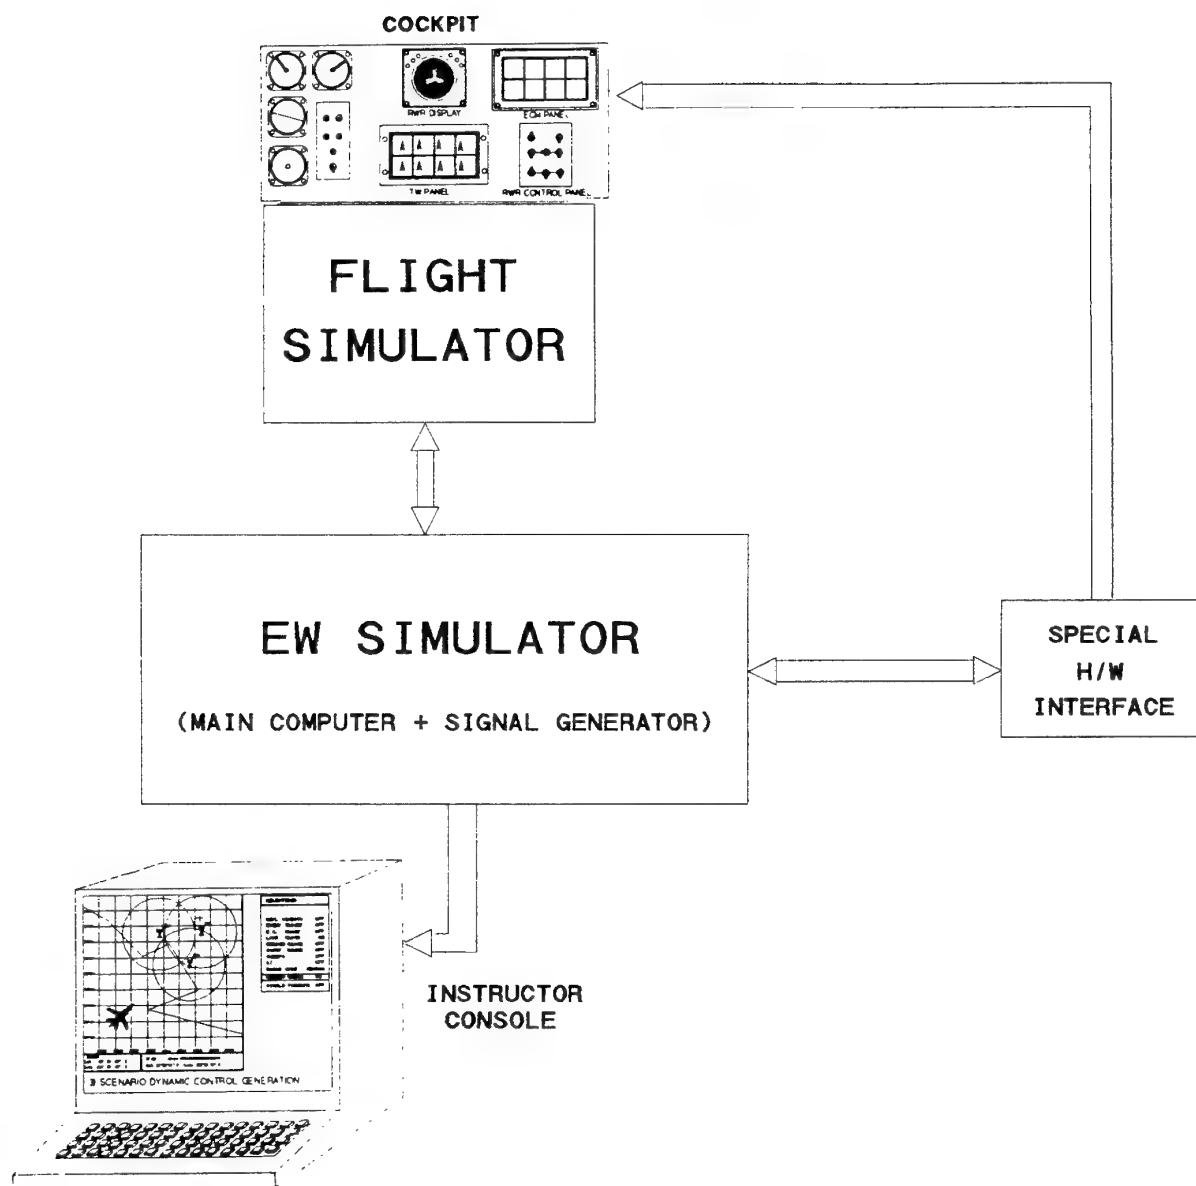 COCKPIT
RWR DISPLAY
ECM PANEL
TW PANEL
RWR CONTROL PANEL
FLIGHT
SIMULATOR
EW SIMULATOR
(MAIN COMPUTER + SIGNAL GENERATOR)
SPECIAL
H/W
INTERFACE
INSTRUCTOR
CONSOLE
SCENARIO DYNAMIC CONTROL GENERATION